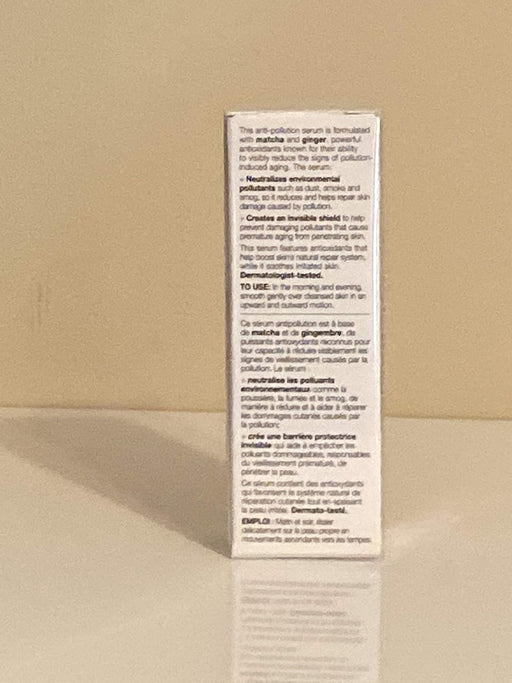 This anti-pollution serum is formulated
with matcha and ginger, powerful
antioxidants known for their ability
to visibly reduce the signs of pollution-
induced aging. The serum:
+ Neutralizes environmental
pollutants such as dust, smoke and
smog, so it reduces and helps repair skin
damage caused by pollution.
+ Creates an invisible shield to help
prevent damaging pollutants that cause
premature aging from penetrating skin.
This serum features antioxidants that
help boost skin's natural repair system,
while it soothes irritated skin.
Dermatologist-tested.
TO USE: In the morning and evening,
smooth gently over cleansed skin in an
upward and outward motion.
Ce sérum antipollution est à base
de matcha et de gingembre, de
puissants antioxydants reconnus pour
leur capacité à réduire visiblement les
signes de vieillissement causés par la
pollution. Le sérum :
+ neutralise les polluants
environnementaux comme la
poussière, la fumée et le smog, de
manière à réduire et à aider à réparer
les dommages cutanés causés par
la pollution;
+ crée une barrière protectrice
invisible qui aide à empêcher les
polluants dommageables, responsables
du vieillissement prématuré, de
pénétrer la peau.
Ce sérum contient des antioxydants
qui favorisent le système naturel de
réparation cutanée tout en apaisant
la peau irritée. Dermato-testé.
EMPLOI : Matin et soir, lisser
délicatement sur la peau propre en
mouvements ascendants vers les tempes.